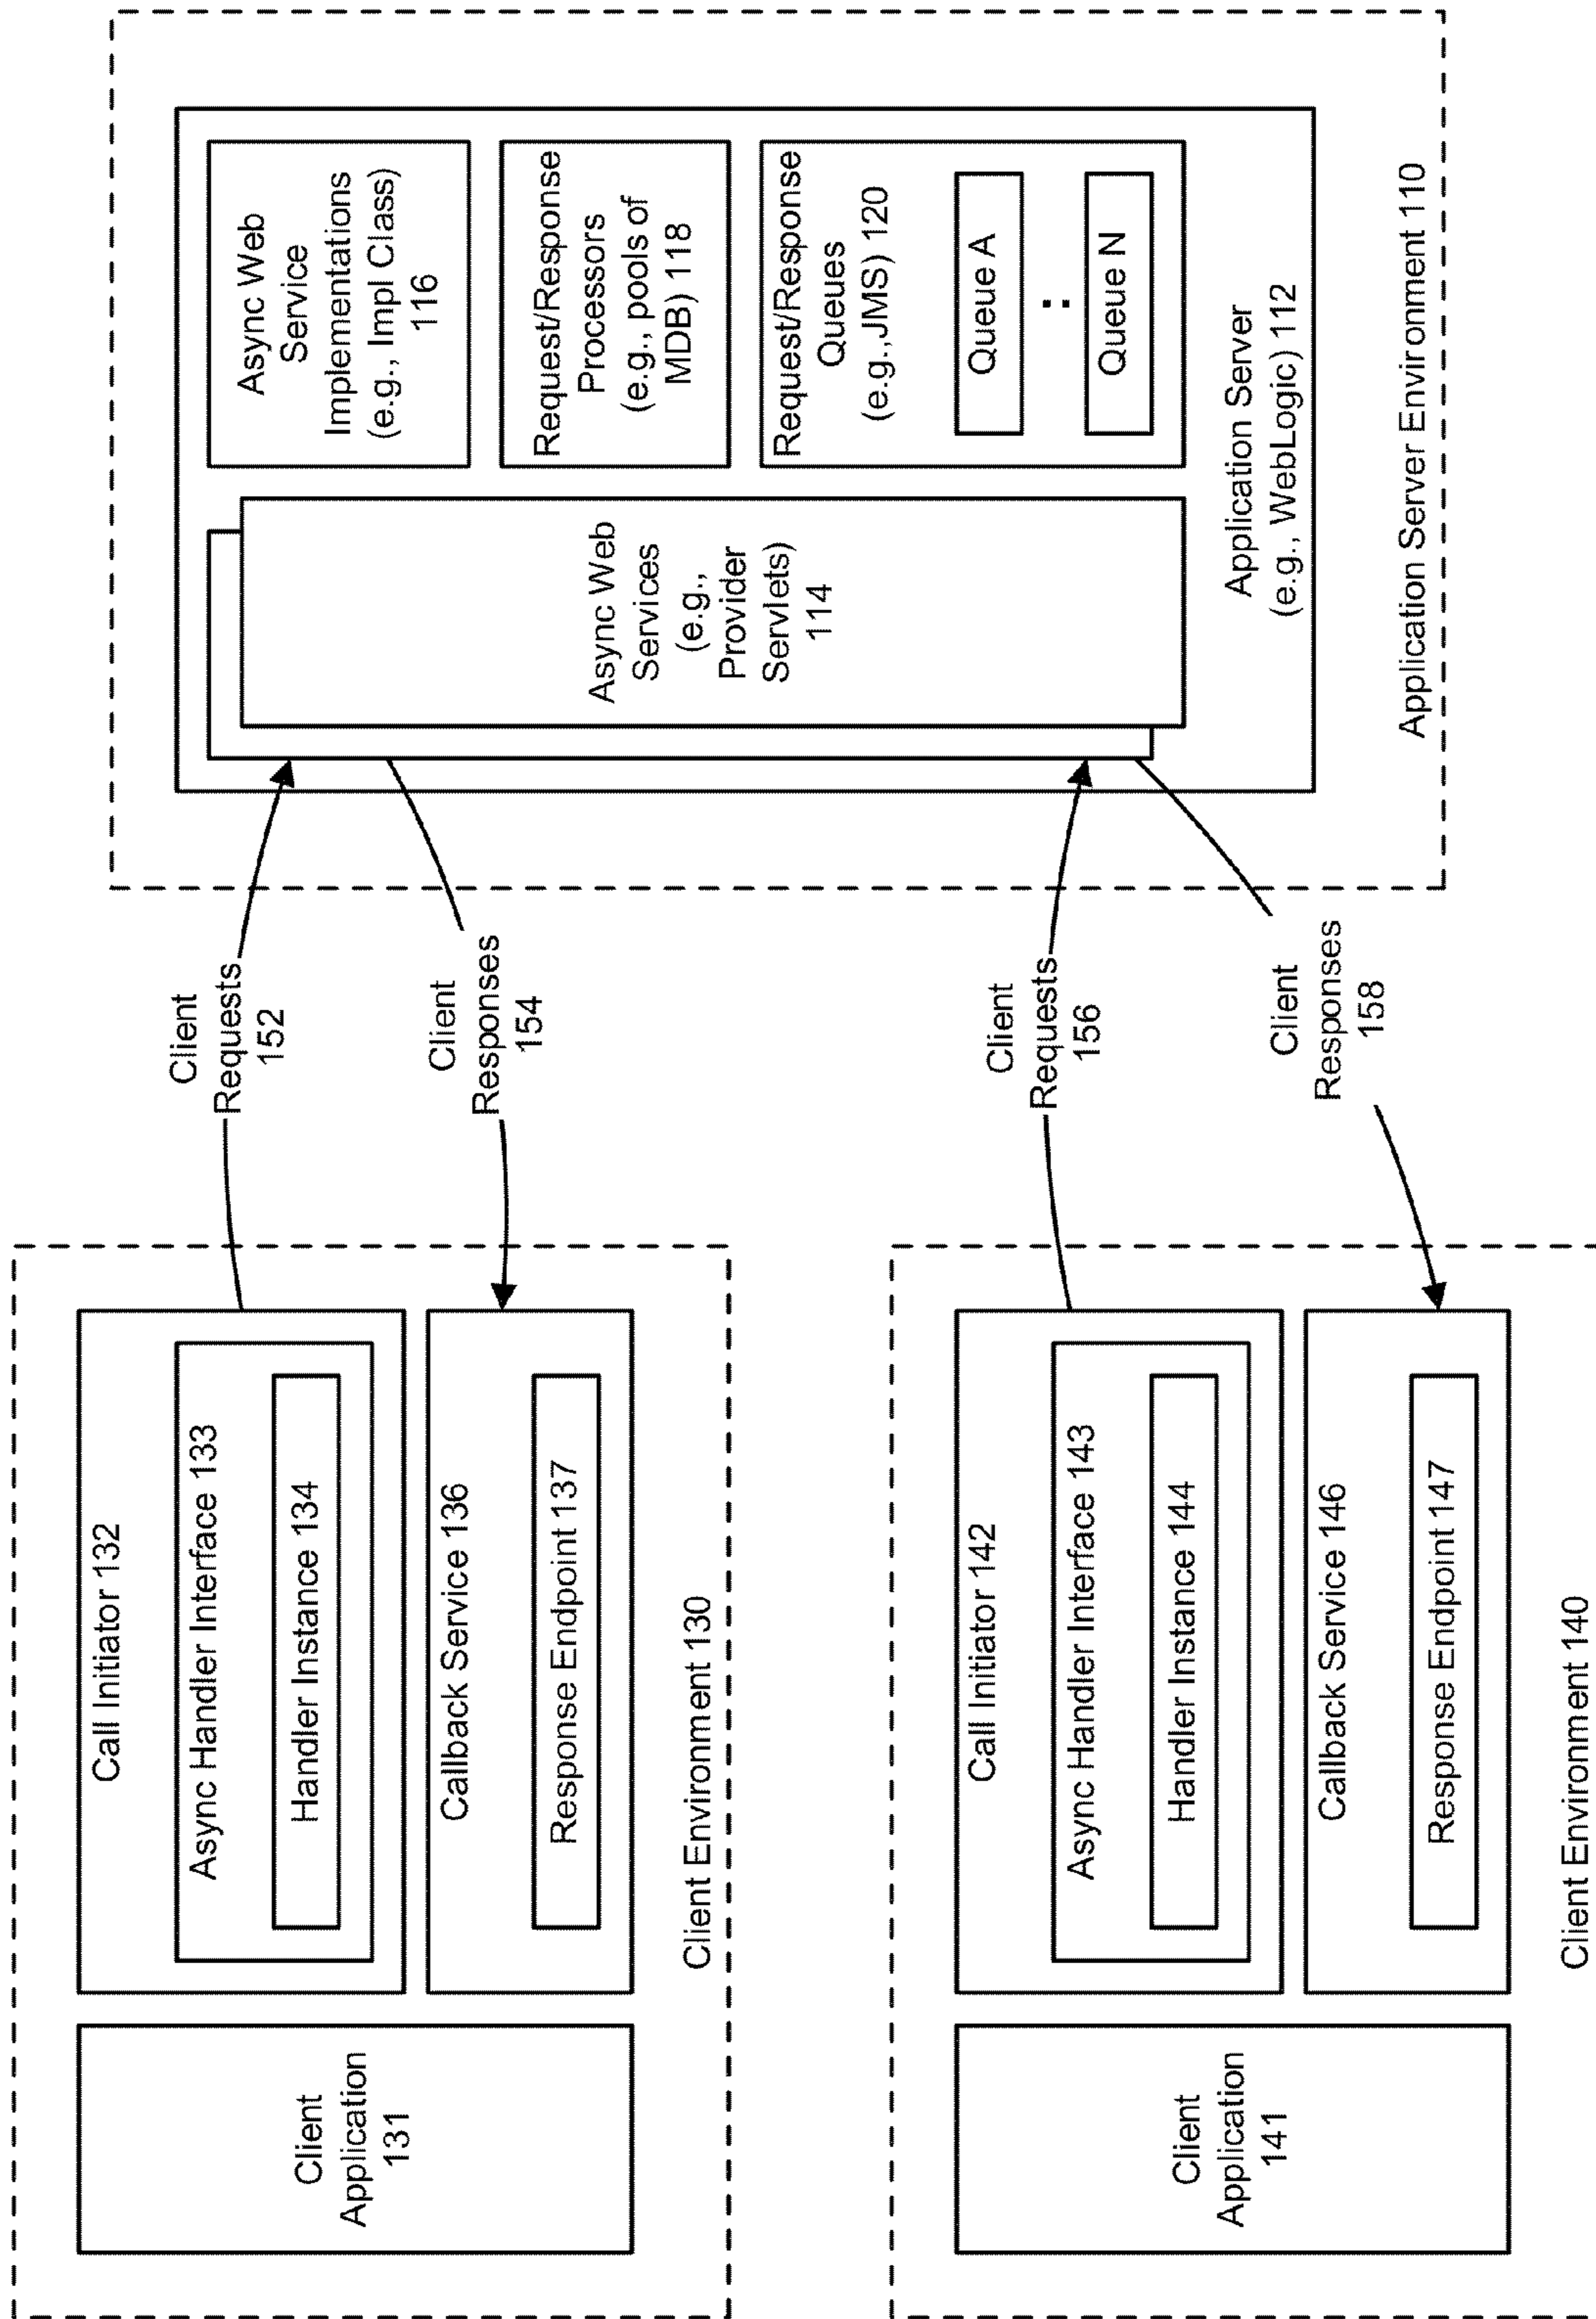 Client
Application
131
Call Initiator 132
Async Handler Interface 133
Handler Instance 134
Callback Service 136
Response Endpoint 137
Client Environment 130
Client
Requests
152
Client
Responses
154
Client
Application
141
Call Initiator 142
Async Handler Interface 143
Handler Instance 144
Callback Service 146
Response Endpoint 147
Client Environment 140
Client
Requests
156
Client
Responses
158
Async Web
Services
(e.g.,
Provider
Servlets)
114
Async Web
Service
Implementations
(e.g., Impl Class)
116
Request/Response
Processors
(e.g., pools of
MDB) 118
Request/Response
Queues
(e.g.,JMS) 120
Queue A
:
Queue N
Application Server
(e.g., WebLogic) 112
Application Server Environment 110